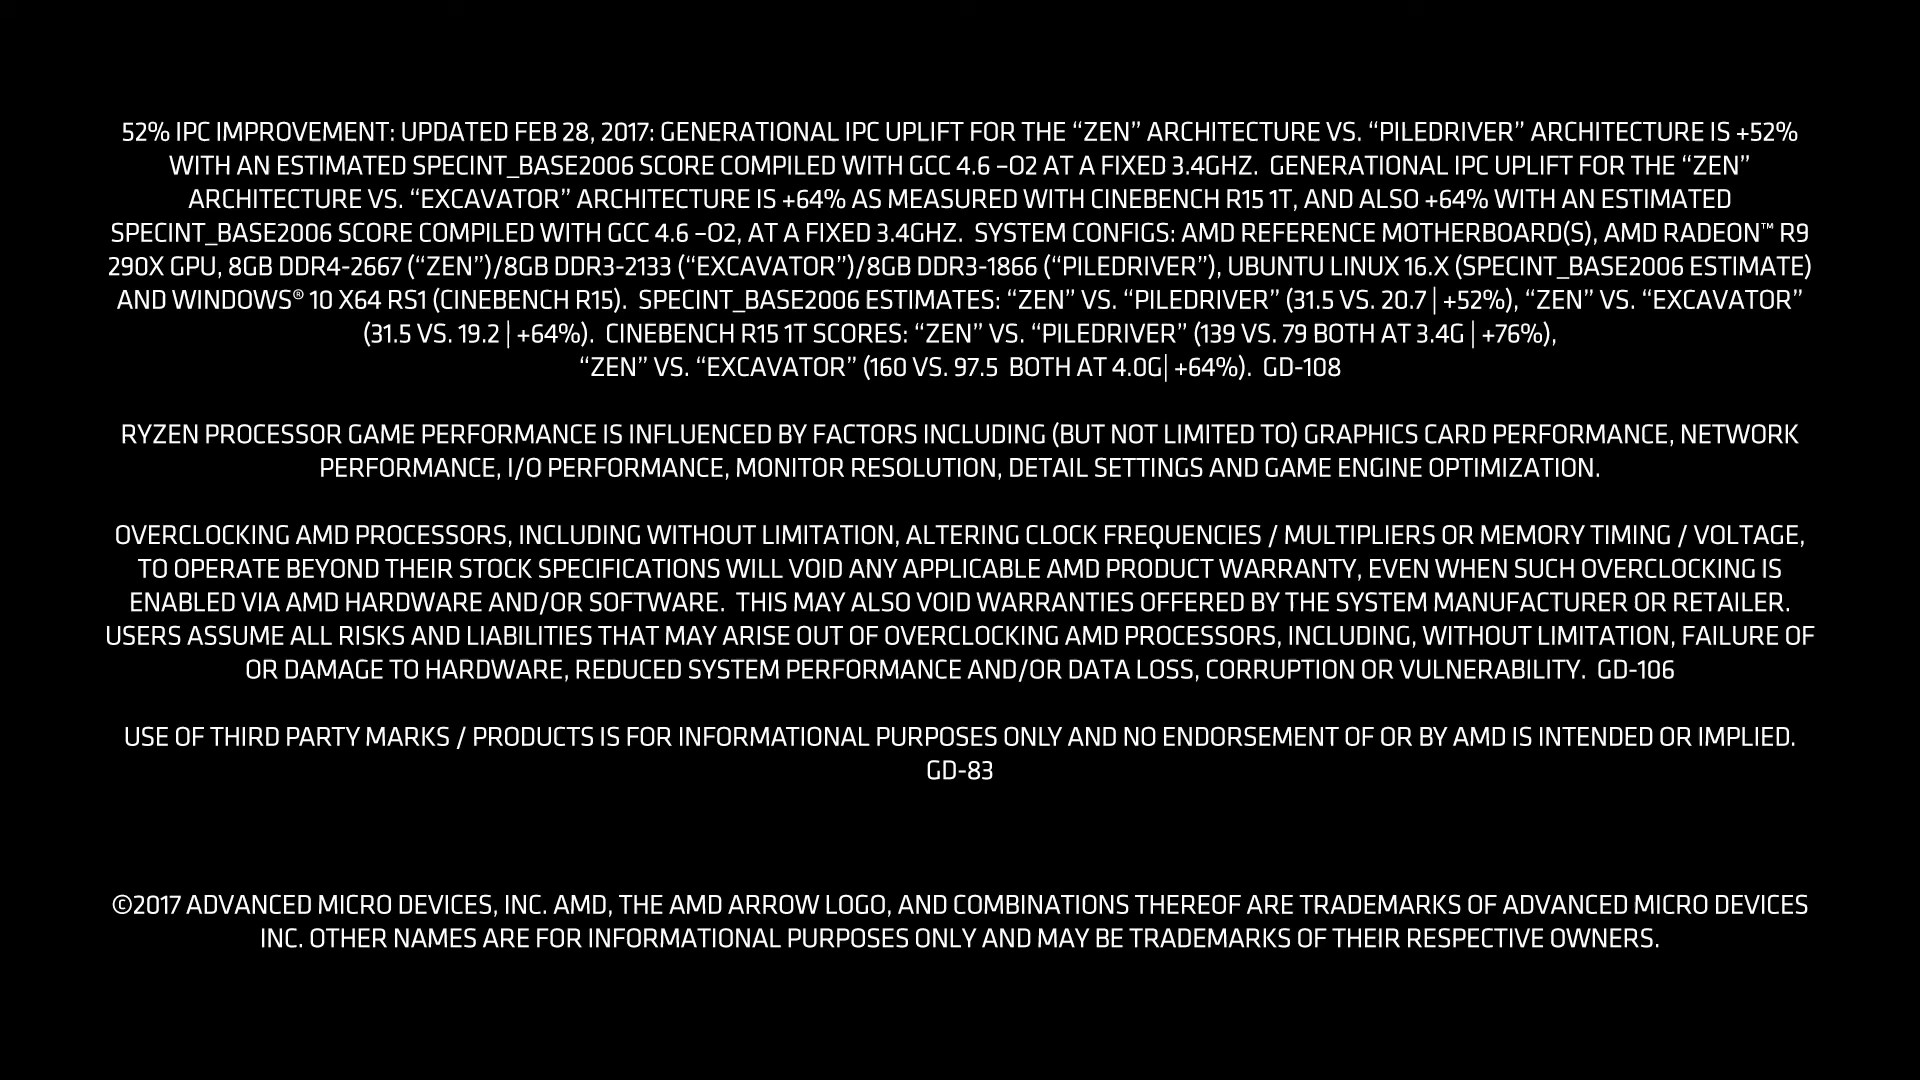 52% IPC IMPROVEMENT: UPDATED FEB 28, 2017: GENERATIONAL IPC UPLIFT FOR THE “ZEN” ARCHITECTURE VS. “PILEDRIVER” ARCHITECTURE IS +52%
WITH AN ESTIMATED SPECINT_BASE2006 SCORE COMPILED WITH GCC 4.6 –O2 AT A FIXED 3.4GHZ.  GENERATIONAL IPC UPLIFT FOR THE “ZEN”
ARCHITECTURE VS. “EXCAVATOR” ARCHITECTURE IS +64% AS MEASURED WITH CINEBENCH R15 1T, AND ALSO +64% WITH AN ESTIMATED
SPECINT_BASE2006 SCORE COMPILED WITH GCC 4.6 –O2, AT A FIXED 3.4GHZ.  SYSTEM CONFIGS: AMD REFERENCE MOTHERBOARD(S), AMD RADEON™ R9
290X GPU, 8GB DDR4-2667 (“ZEN”)/8GB DDR3-2133 (“EXCAVATOR”)/8GB DDR3-1866 (“PILEDRIVER”), UBUNTU LINUX 16.X (SPECINT_BASE2006 ESTIMATE)
AND WINDOWS® 10 X64 RS1 (CINEBENCH R15).  SPECINT_BASE2006 ESTIMATES: “ZEN” VS. “PILEDRIVER” (31.5 VS. 20.7 | +52%), “ZEN” VS. “EXCAVATOR”
(31.5 VS. 19.2 | +64%).  CINEBENCH R15 1T SCORES: “ZEN” VS. “PILEDRIVER” (139 VS. 79 BOTH AT 3.4G | +76%),
“ZEN” VS. “EXCAVATOR” (160 VS. 97.5  BOTH AT 4.0G| +64%).  GD-108
RYZEN PROCESSOR GAME PERFORMANCE IS INFLUENCED BY FACTORS INCLUDING (BUT NOT LIMITED TO) GRAPHICS CARD PERFORMANCE, NETWORK
PERFORMANCE, I/O PERFORMANCE, MONITOR RESOLUTION, DETAIL SETTINGS AND GAME ENGINE OPTIMIZATION.
OVERCLOCKING AMD PROCESSORS, INCLUDING WITHOUT LIMITATION, ALTERING CLOCK FREQUENCIES / MULTIPLIERS OR MEMORY TIMING / VOLTAGE,
TO OPERATE BEYOND THEIR STOCK SPECIFICATIONS WILL VOID ANY APPLICABLE AMD PRODUCT WARRANTY, EVEN WHEN SUCH OVERCLOCKING IS
ENABLED VIA AMD HARDWARE AND/OR SOFTWARE.  THIS MAY ALSO VOID WARRANTIES OFFERED BY THE SYSTEM MANUFACTURER OR RETAILER.
USERS ASSUME ALL RISKS AND LIABILITIES THAT MAY ARISE OUT OF OVERCLOCKING AMD PROCESSORS, INCLUDING, WITHOUT LIMITATION, FAILURE OF
OR DAMAGE TO HARDWARE, REDUCED SYSTEM PERFORMANCE AND/OR DATA LOSS, CORRUPTION OR VULNERABILITY.  GD-106
USE OF THIRD PARTY MARKS / PRODUCTS IS FOR INFORMATIONAL PURPOSES ONLY AND NO ENDORSEMENT OF OR BY AMD IS INTENDED OR IMPLIED.
GD-83
©2017 ADVANCED MICRO DEVICES, INC. AMD, THE AMD ARROW LOGO, AND COMBINATIONS THEREOF ARE TRADEMARKS OF ADVANCED MICRO DEVICES
INC. OTHER NAMES ARE FOR INFORMATIONAL PURPOSES ONLY AND MAY BE TRADEMARKS OF THEIR RESPECTIVE OWNERS.